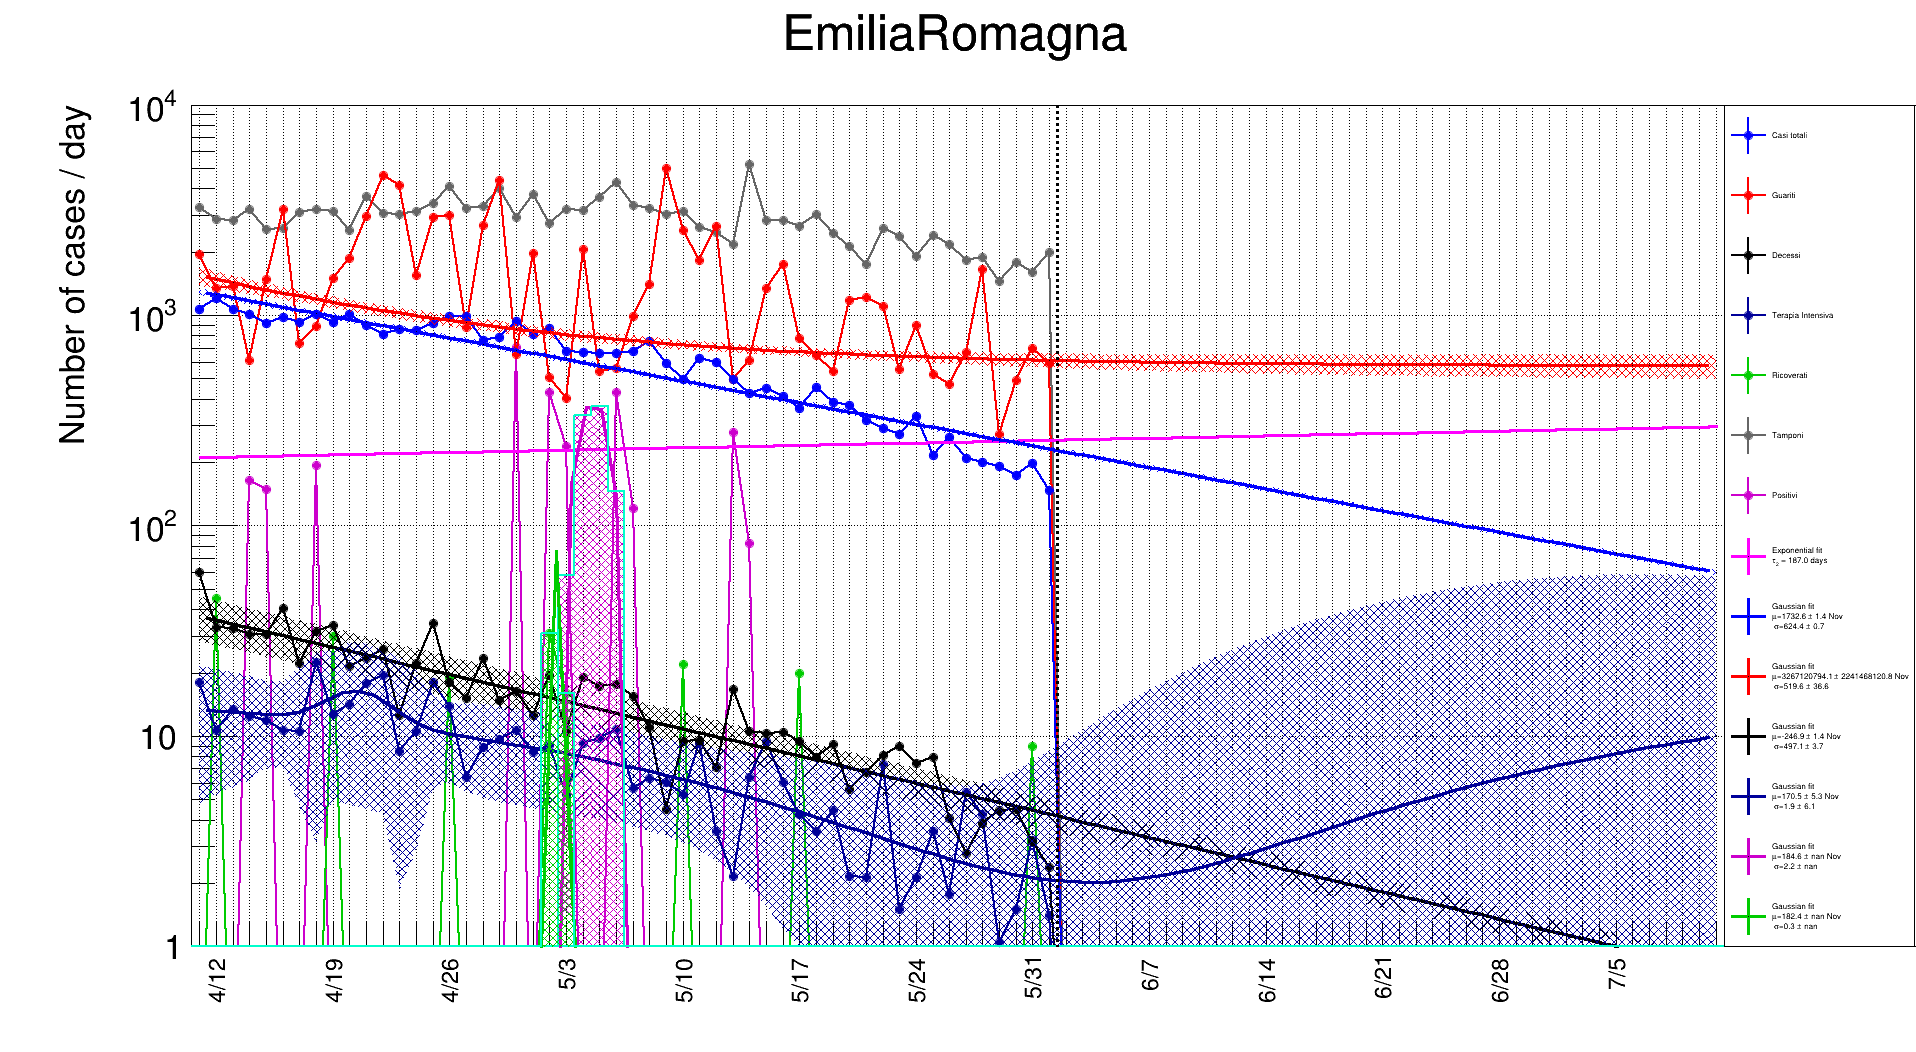 EmiliaRomagna
Number of cases / day
10^4
10^3
10^2
10
1
4/12
4/19
4/26
5/3
5/10
5/17
5/24
5/31
6/7
6/14
6/21
6/28
7/5
Casi totali
Guariti
Decessi
Terapia Intensiva
Ricoverati
Tamponi
Positivi
Exponential fit
τ₂ = 187.0 days
Gaussian fit
μ=1732.6 ± 1.4 Nov
σ=624.4 ± 0.7
Gaussian fit
μ=3267120794.1 ± 2241468120.8 Nov
σ=519.6 ± 36.6
Gaussian fit
μ=-246.9 ± 1.4 Nov
σ=497.1 ± 3.7
Gaussian fit
μ=170.5 ± 5.3 Nov
σ=1.9 ± 6.1
Gaussian fit
μ=184.6 ± nan Nov
σ=2.2 ± nan
Gaussian fit
μ=182.4 ± nan Nov
σ=0.3 ± nan